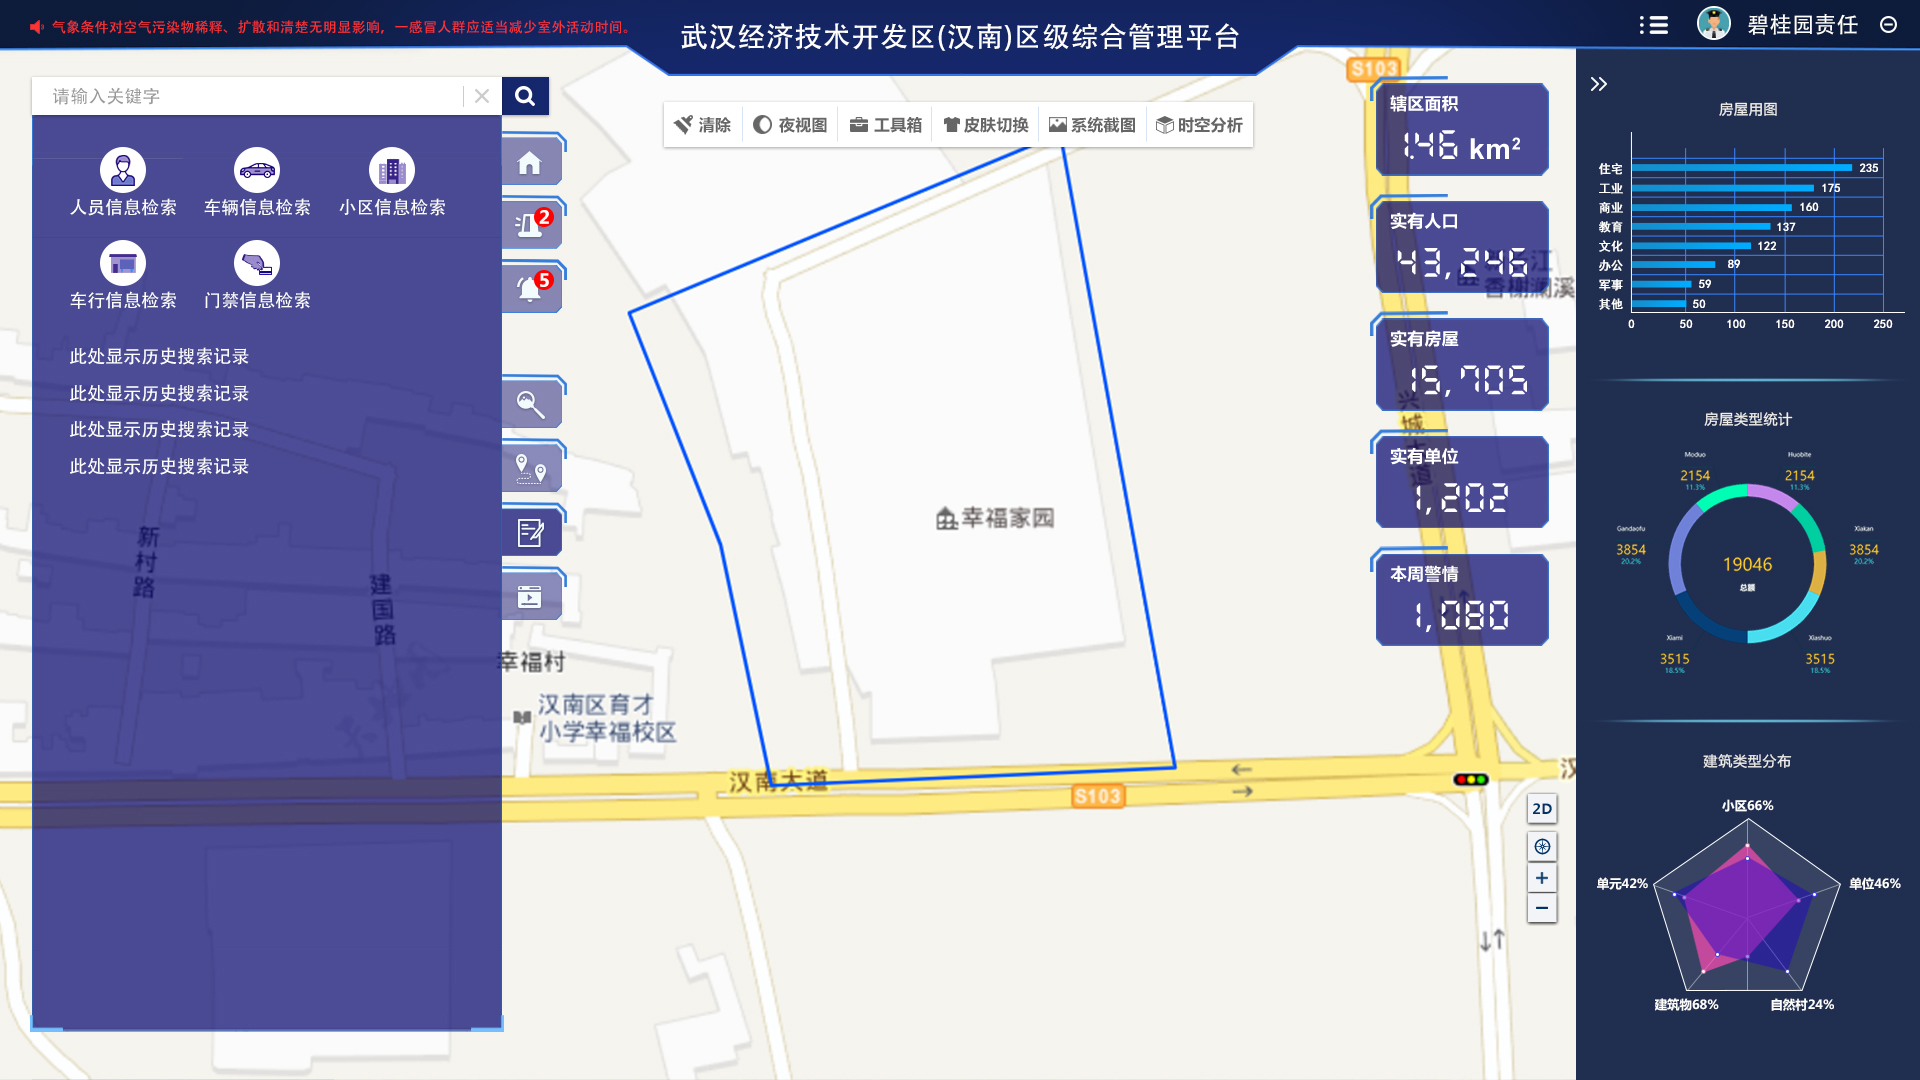 气象条件对空气污染物稀释、扩散和清楚无明显影响，一感冒人群应适当减少室外活动时间。
武汉经济技术开发区(汉南)区级综合管理平台
碧桂园责任
请输入关键字
人员信息检索
车辆信息检索
小区信息检索
车行信息检索
门禁信息检索
此处显示历史搜索记录
此处显示历史搜索记录
此处显示历史搜索记录
此处显示历史搜索记录
2
5
清除
夜视图
工具箱
皮肤切换
系统截图
时空分析
新村路
建国路
幸福村
汉南区育才
小学幸福校区
幸福家园
汉南大道
S103
S103
兴城大道
香榭澜溪
汉
辖区面积
1.46 km²
实有人口
43,246
实有房屋
15,705
实有单位
1,202
本周警情
1,080
2D
+
−
房屋用图
住宅 235
工业 175
商业 160
教育 137
文化 122
办公 89
军事 59
其他 50
0 50 100 150 200 250
房屋类型统计
Moduo
2154
11.3%
Huobite
2154
11.3%
Gandaofu
3854
20.2%
Xiakan
3854
20.2%
19046
总额
Xiami
3515
18.5%
Xiashuo
3515
18.5%
建筑类型分布
小区66%
单元42%
单位46%
建筑物68%
自然村24%